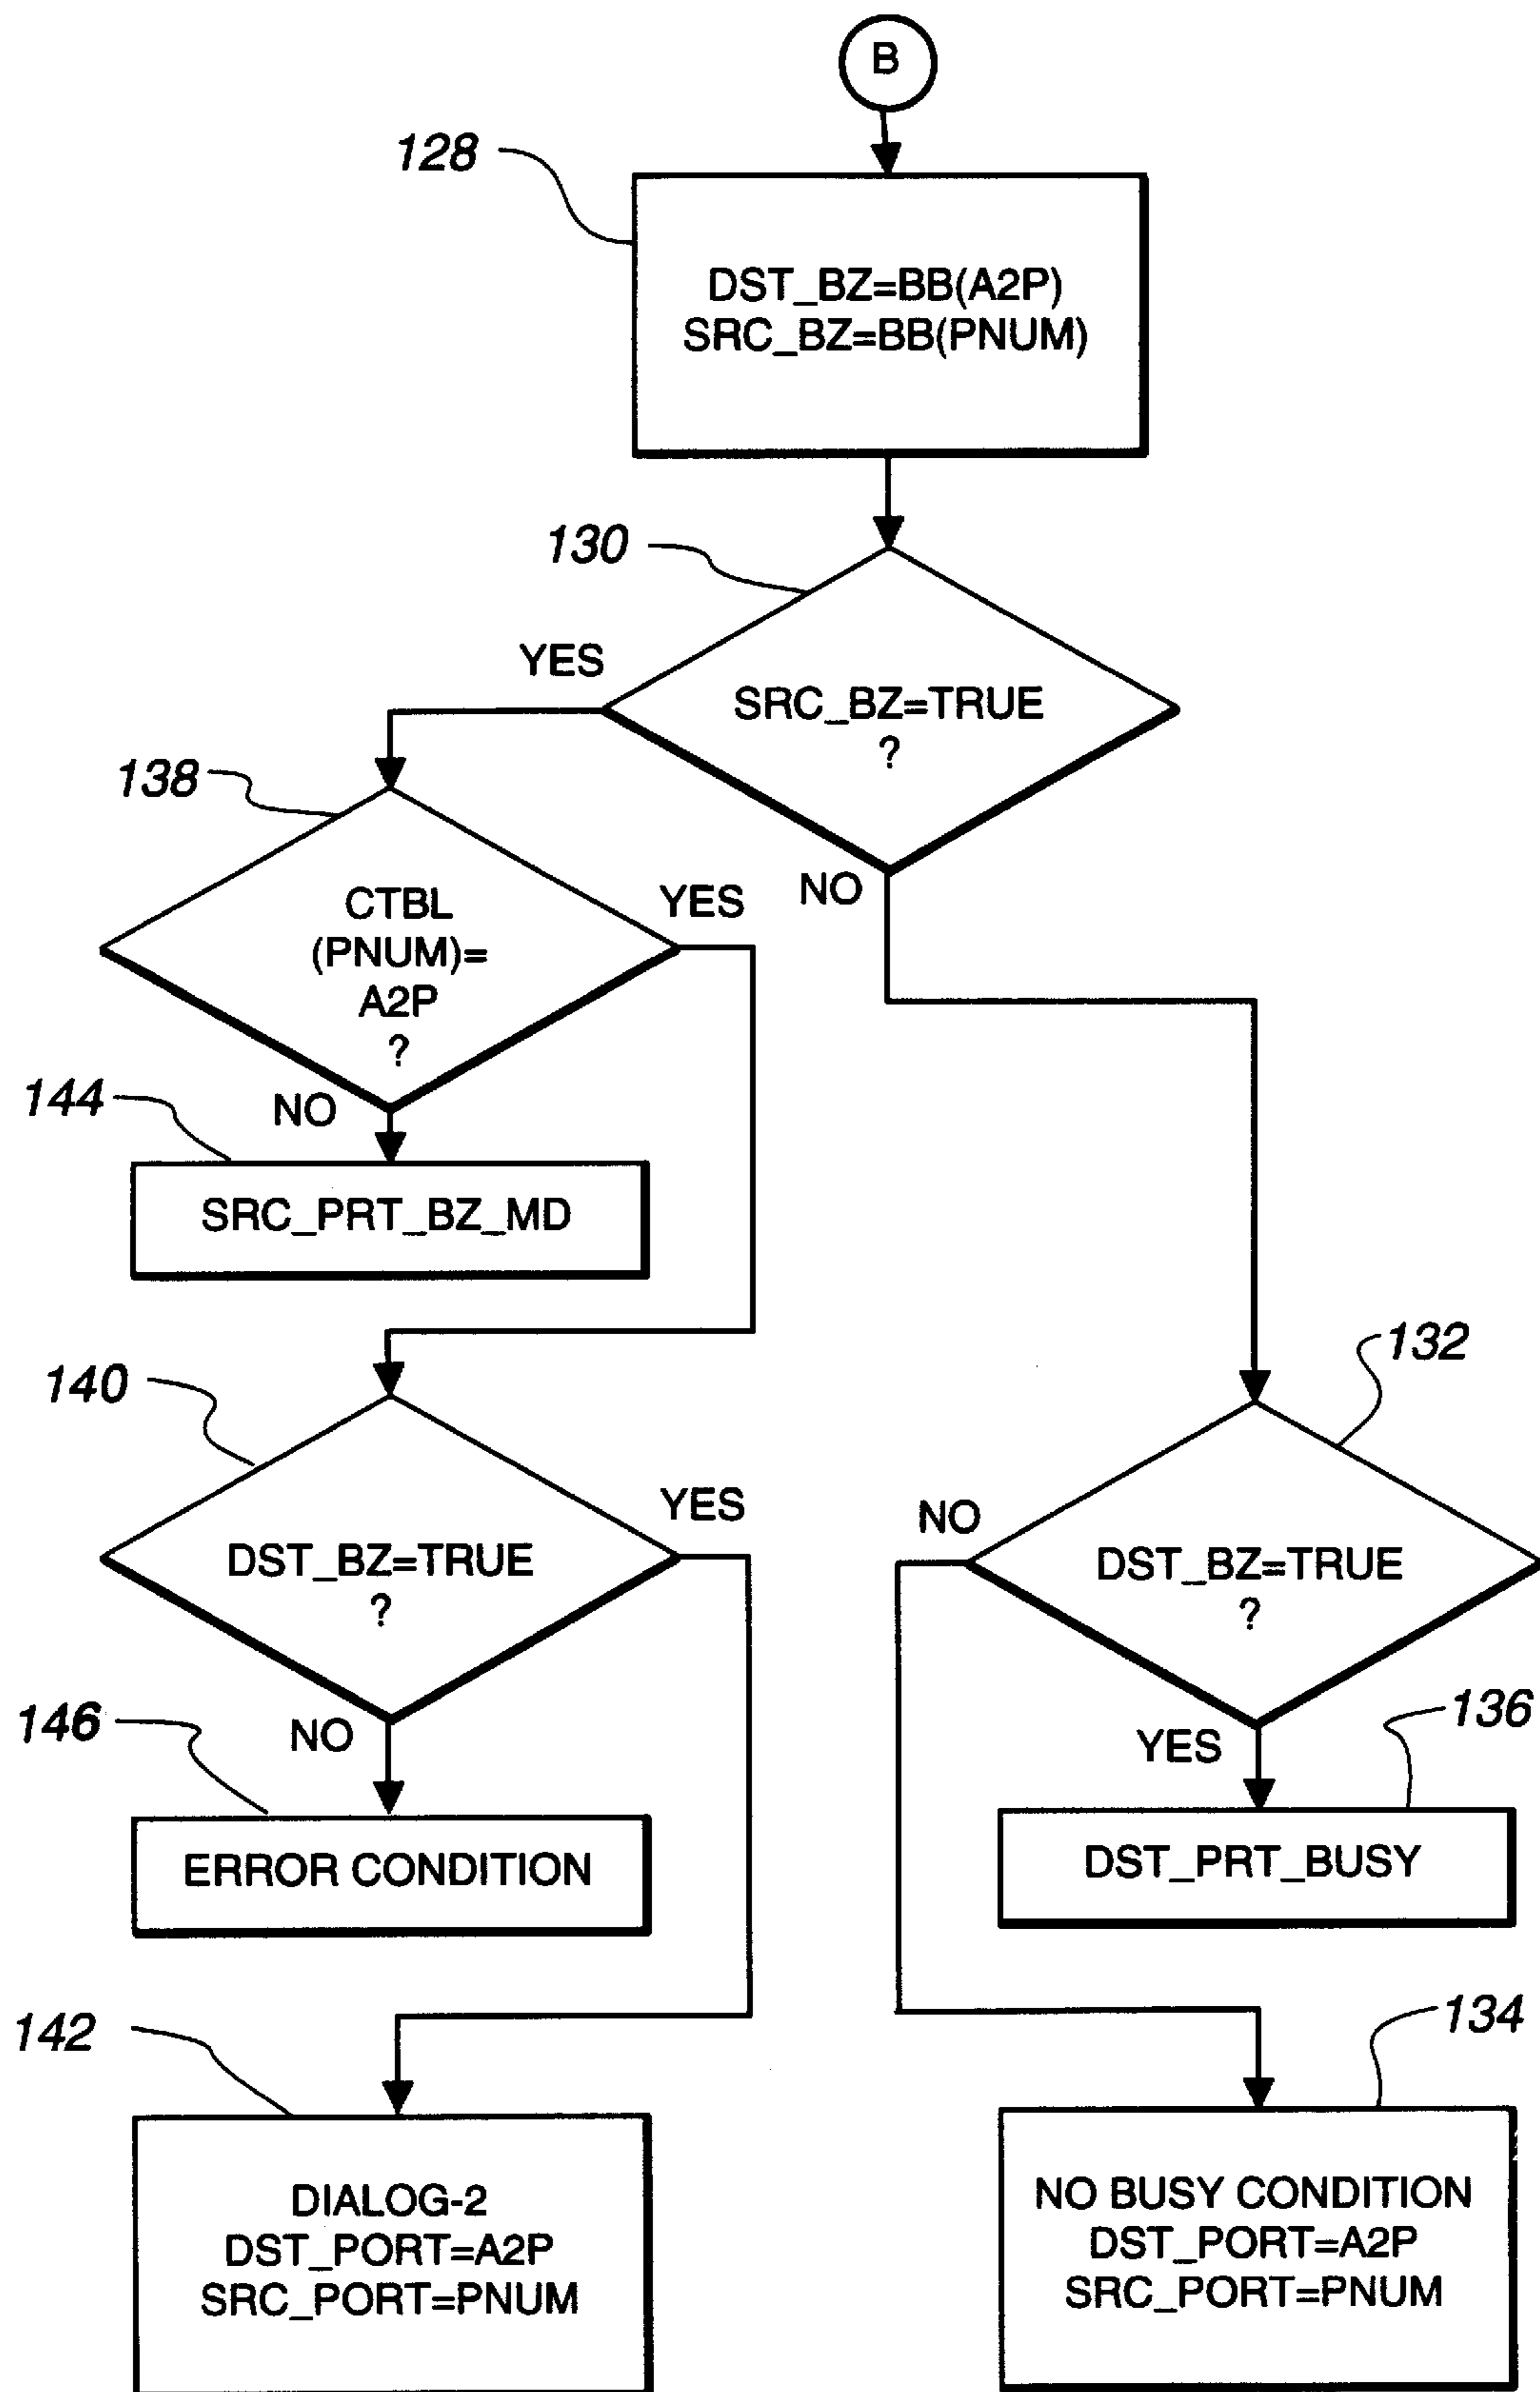 B
128
DST_BZ=BB(A2P)
SRC_BZ=BB(PNUM)
130
YES
SRC_BZ=TRUE
?
138
NO
CTBL
(PNUM)=
A2P
?
YES
144
NO
SRC_PRT_BZ_MD
132
140
YES
NO
DST_BZ=TRUE
?
DST_BZ=TRUE
?
146
NO
136
YES
ERROR CONDITION
DST_PRT_BUSY
142
134
DIALOG-2
DST_PORT=A2P
SRC_PORT=PNUM
NO BUSY CONDITION
DST_PORT=A2P
SRC_PORT=PNUM